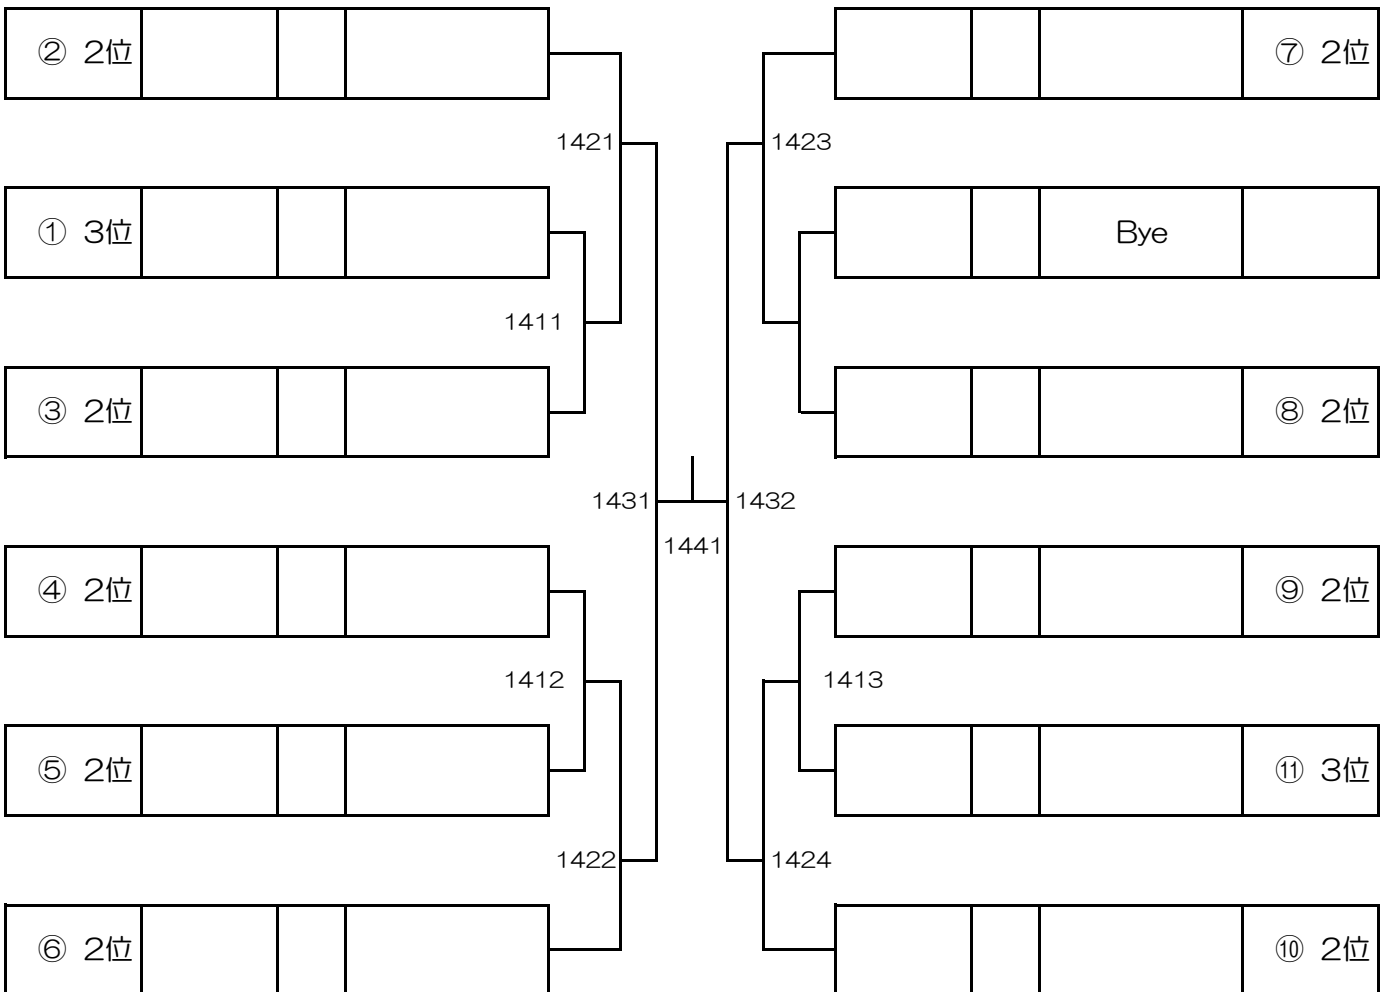 ② 2位
⑦ 2位
1421
1423
① 3位
Bye
1411
③ 2位
⑧ 2位
1431
1432
1441
④ 2位
⑨ 2位
1412
1413
⑤ 2位
⑪ 3位
1422
1424
⑥ 2位
⑩ 2位